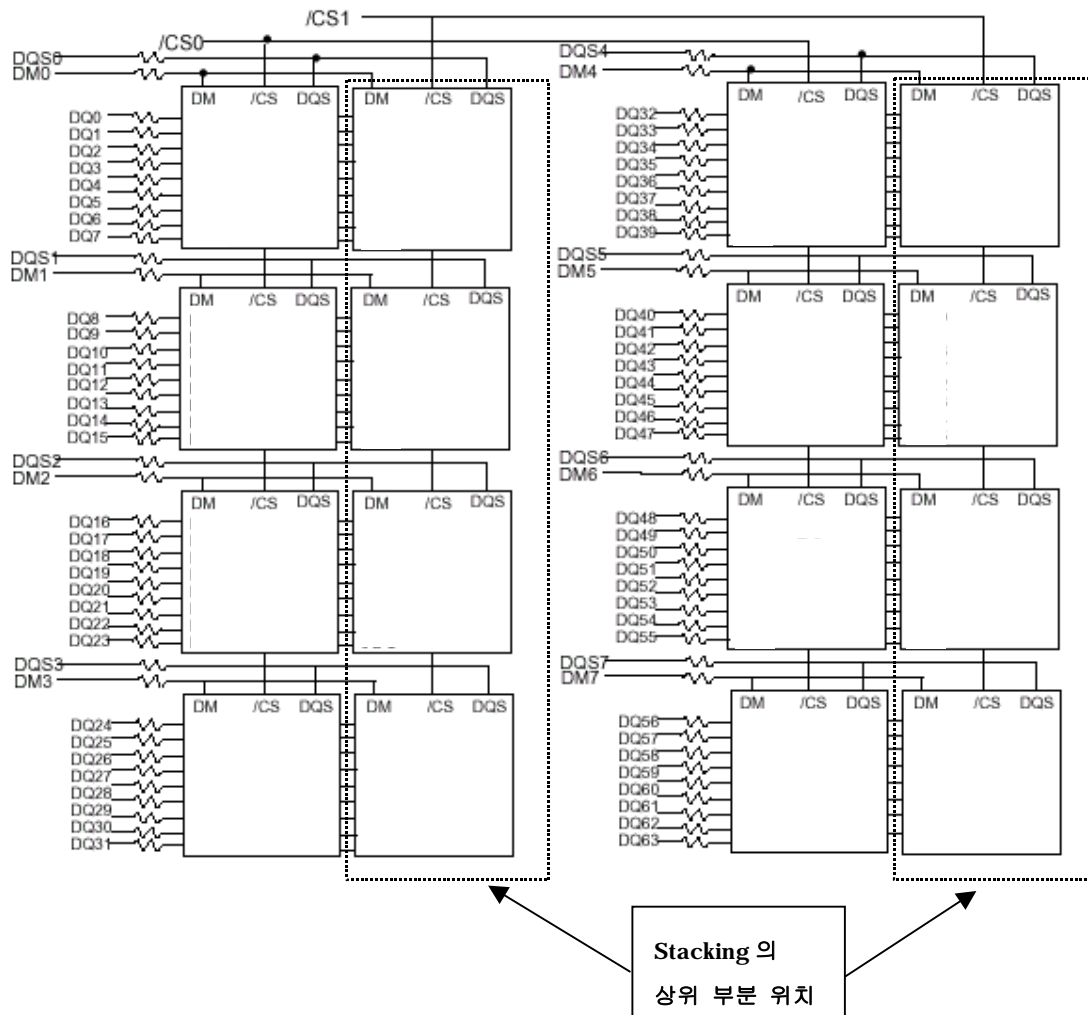 /CS1
/CS0
DQS0
DM0
DM /CS DQS DM /CS DQS
DQ0
DQ1
DQ2
DQ3
DQ4
DQ5
DQ6
DQ7
DQS1
DM1
DM /CS DQS DM /CS DQS
DQ8
DQ9
DQ10
DQ11
DQ12
DQ13
DQ14
DQ15
DQS2
DM2
DM /CS DQS DM /CS DQS
DQ16
DQ17
DQ18
DQ19
DQ20
DQ21
DQ22
DQ23
DQS3
DM3
DM /CS DQS DM /CS DQS
DQ24
DQ25
DQ26
DQ27
DQ28
DQ29
DQ30
DQ31
DQS4
DM4
DM /CS DQS DM /CS DQS
DQ32
DQ33
DQ34
DQ35
DQ36
DQ37
DQ38
DQ39
DQS5
DM5
DM /CS DQS DM /CS DQS
DQ40
DQ41
DQ42
DQ43
DQ44
DQ45
DQ46
DQ47
DQS6
DM6
DM /CS DQS DM /CS DQS
DQ48
DQ49
DQ50
DQ51
DQ52
DQ53
DQ54
DQ55
DQS7
DM7
DM /CS DQS DM /CS DQS
DQ56
DQ57
DQ58
DQ59
DQ60
DQ61
DQ62
DQ63
Stacking 의
상위 부분 위치